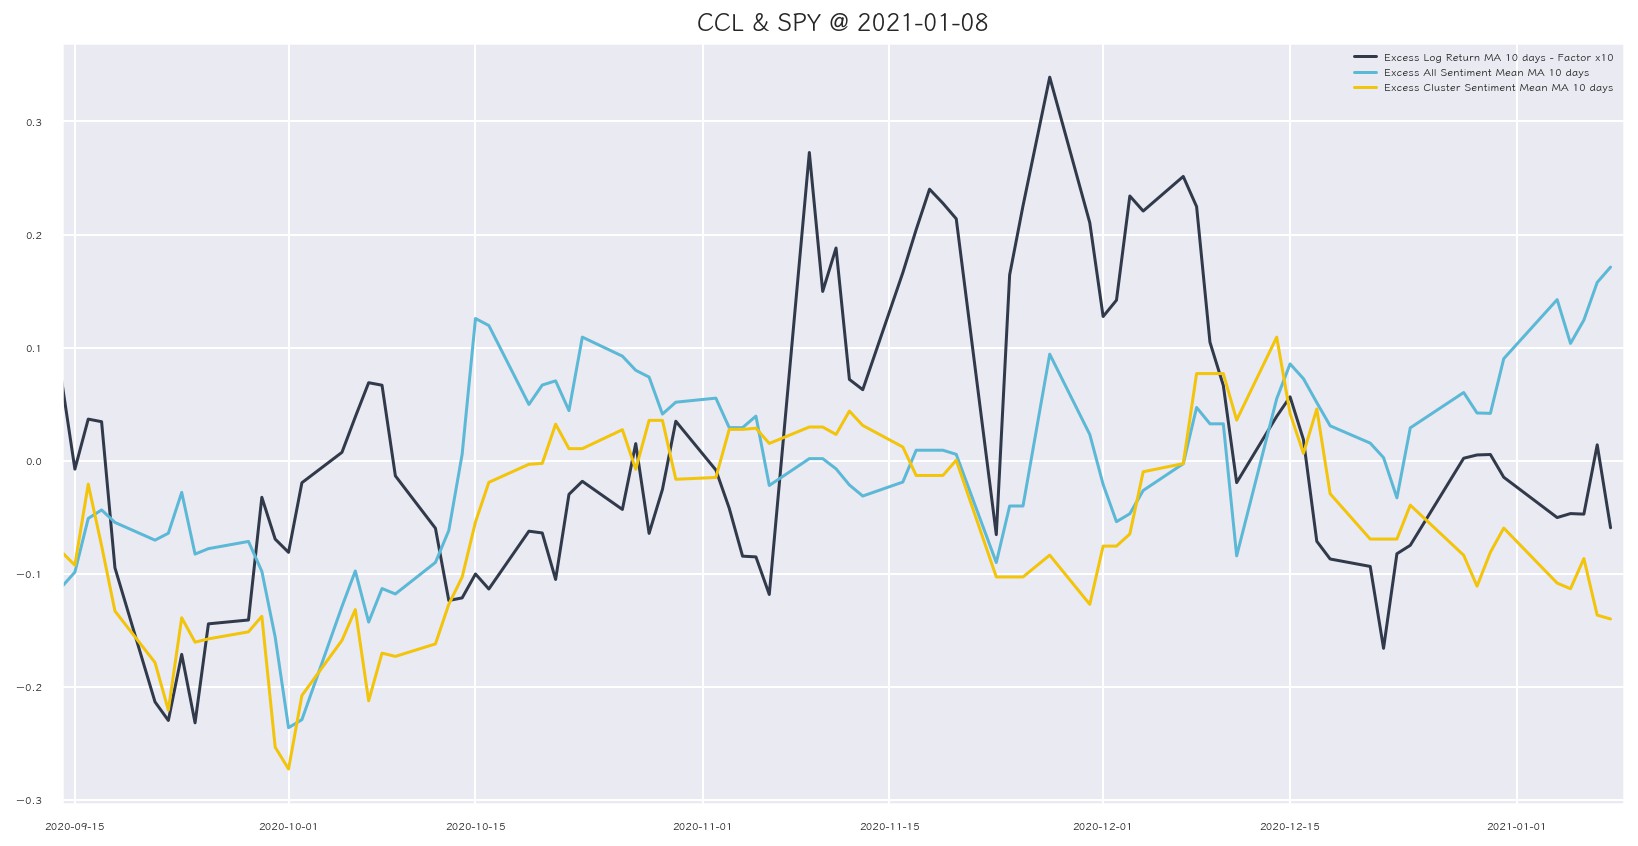 CCL & SPY @ 2021-01-08
Excess Log Return MA 10 days - Factor x10
Excess All Sentiment Mean MA 10 days
Excess Cluster Sentiment Mean MA 10 days
0.3
0.2
0.1
0.0
−0.1
−0.2
−0.3
2020-09-15 2020-10-01 2020-10-15 2020-11-01 2020-11-15 2020-12-01 2020-12-15 2021-01-01